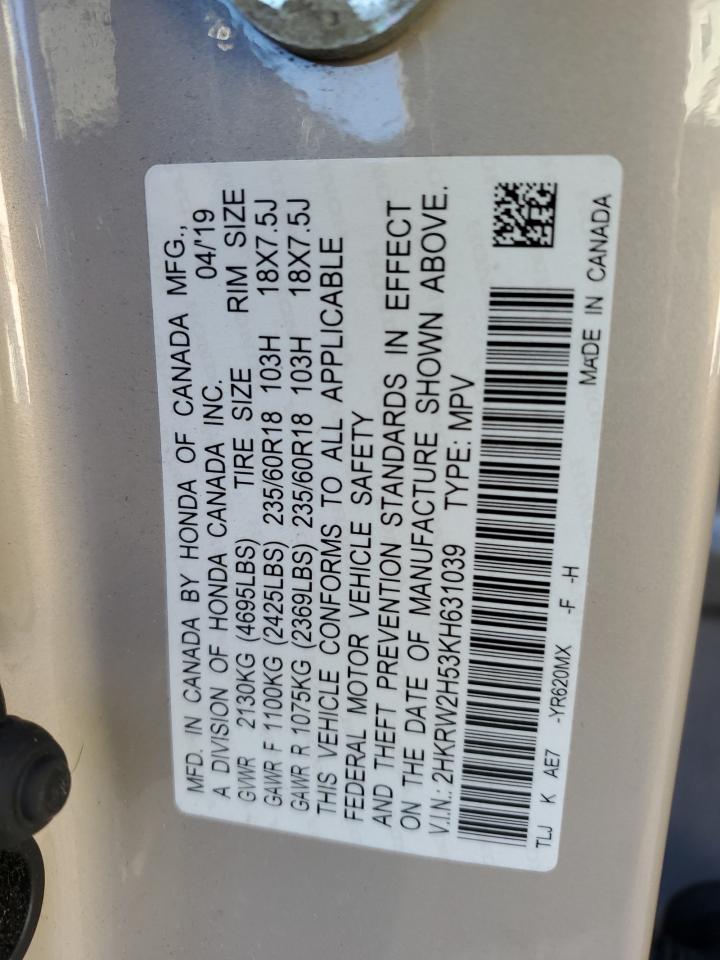 MFD. IN CANADA BY HONDA OF CANADA MFG.,
A DIVISION OF HONDA CANADA INC. 04/'19
GVWR 2130KG (4695LBS) TIRE SIZE RIM SIZE
GAWR F 1100KG (2425LBS) 235/60R18 103H 18X7.5J
GAWR R 1075KG (2369LBS) 235/60R18 103H 18X7.5J
THIS VEHICLE CONFORMS TO ALL APPLICABLE
FEDERAL MOTOR VEHICLE SAFETY
AND THEFT PREVENTION STANDARDS IN EFFECT
ON THE DATE OF MANUFACTURE SHOWN ABOVE.
V.I.N.: 2HKRW2H53KH631039 TYPE: MPV
TLJ K AE7 -YR620MX -F -H
MADE IN CANADA